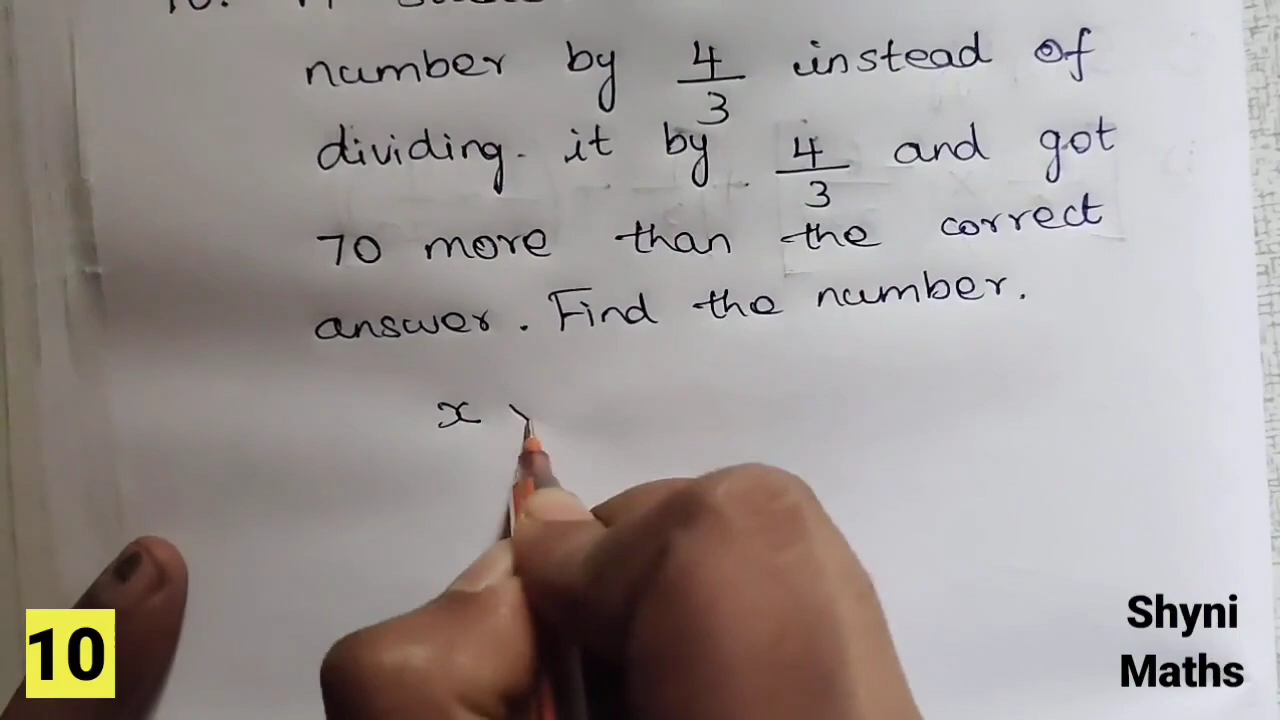 number by 4/3 instead of
dividing. it by 4/3 and got
70 more than the correct
answer. Find the number.
x
10
Shyni
Maths